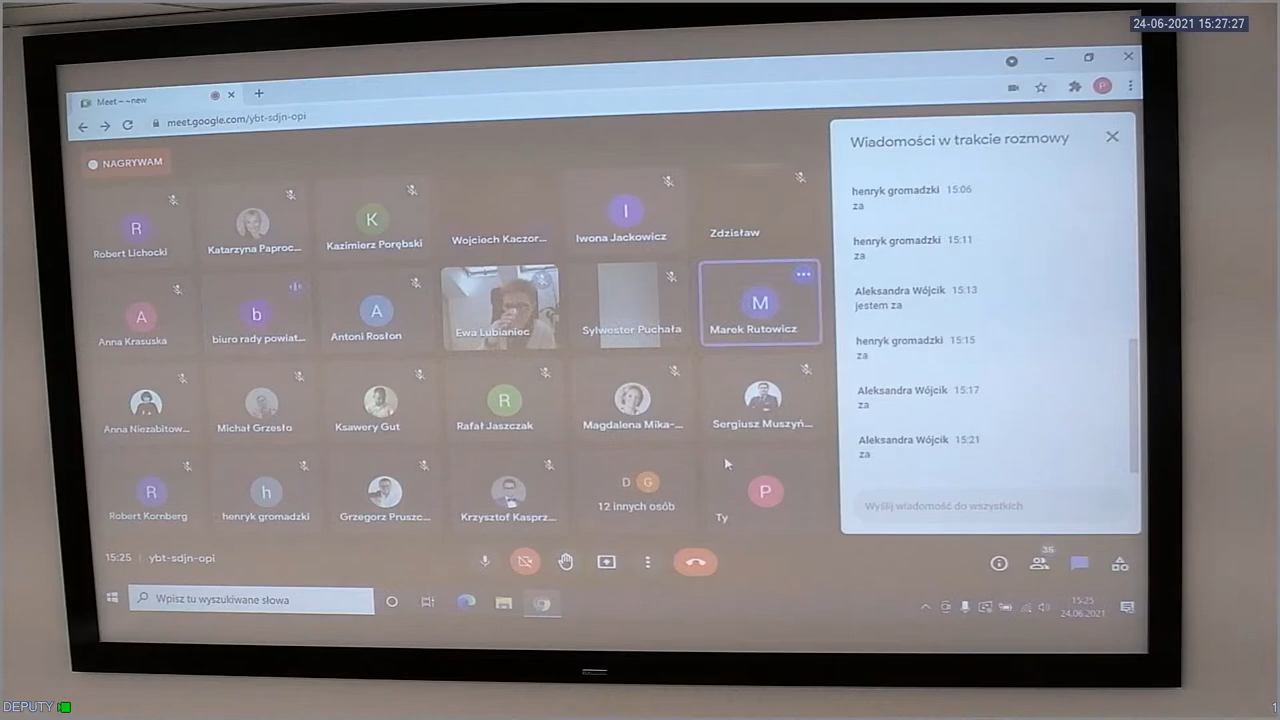 24-06-2021 15:27:27
Meet – ~new
meet.google.com/ybt-sdjn-opi
NAGRYWAM
Wiadomości w trakcie rozmowy
R
K
I
Robert Lichocki
Katarzyna Paproc...
Kazimierz Porębski
Wojciech Kaczor...
Iwona Jackowicz
Zdzisław
A
b
A
M
Anna Krasuska
biuro rady powiat...
Antoni Rosłon
Ewa Lubianiec
Sylwester Puchała
Marek Rutowicz
R
Anna Niezabitow...
Michał Grzesło
Ksawery Gut
Rafał Jaszczak
Magdalena Mika-...
Sergiusz Muszyń...
R
h
D G
P
Robert Kornberg
henryk gromadzki
Grzegorz Pruszc...
Krzysztof Kasprz...
12 innych osób
Ty
henryk gromadzki 15:06
za
henryk gromadzki 15:11
za
Aleksandra Wójcik 15:13
jestem za
henryk gromadzki 15:15
za
Aleksandra Wójcik 15:17
za
Aleksandra Wójcik 15:21
za
Wyślij wiadomość do wszystkich
15:25 | ybt-sdjn-opi
35
Wpisz tu wyszukiwane słowa
15:25
24.06.2021
DEPUTY